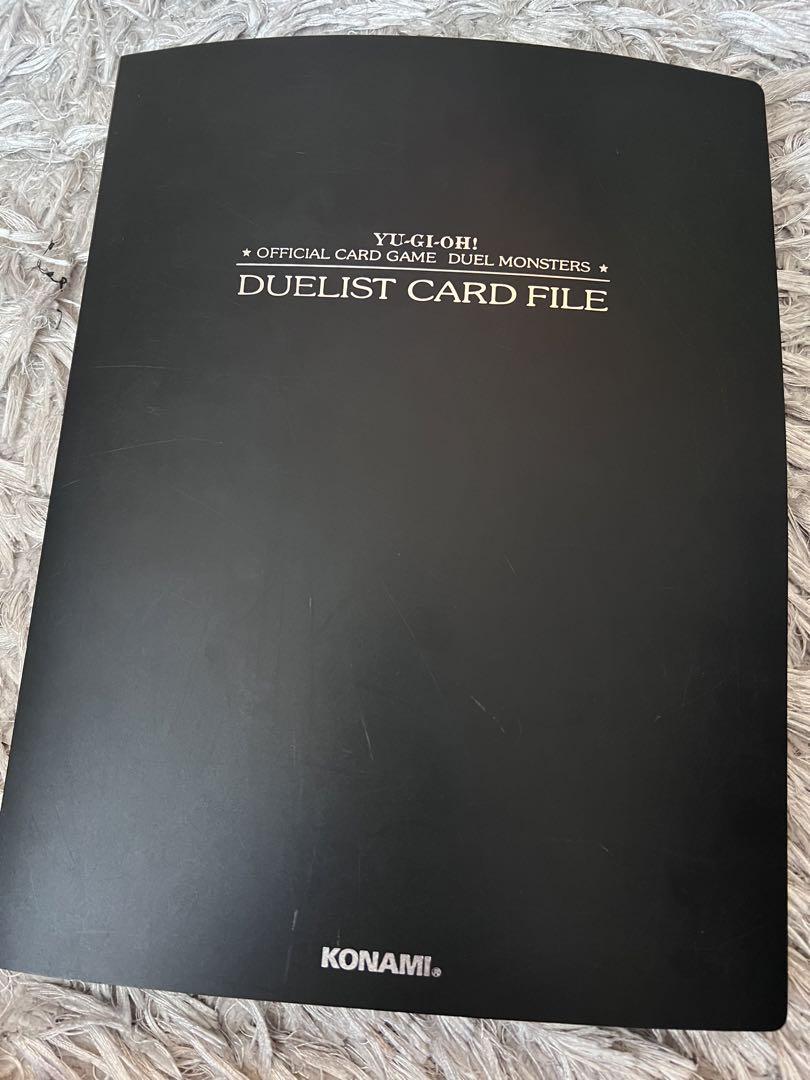 YU-GI-OH!
★ OFFICIAL CARD GAME DUEL MONSTERS ★
DUELIST CARD FILE
KONAMI®